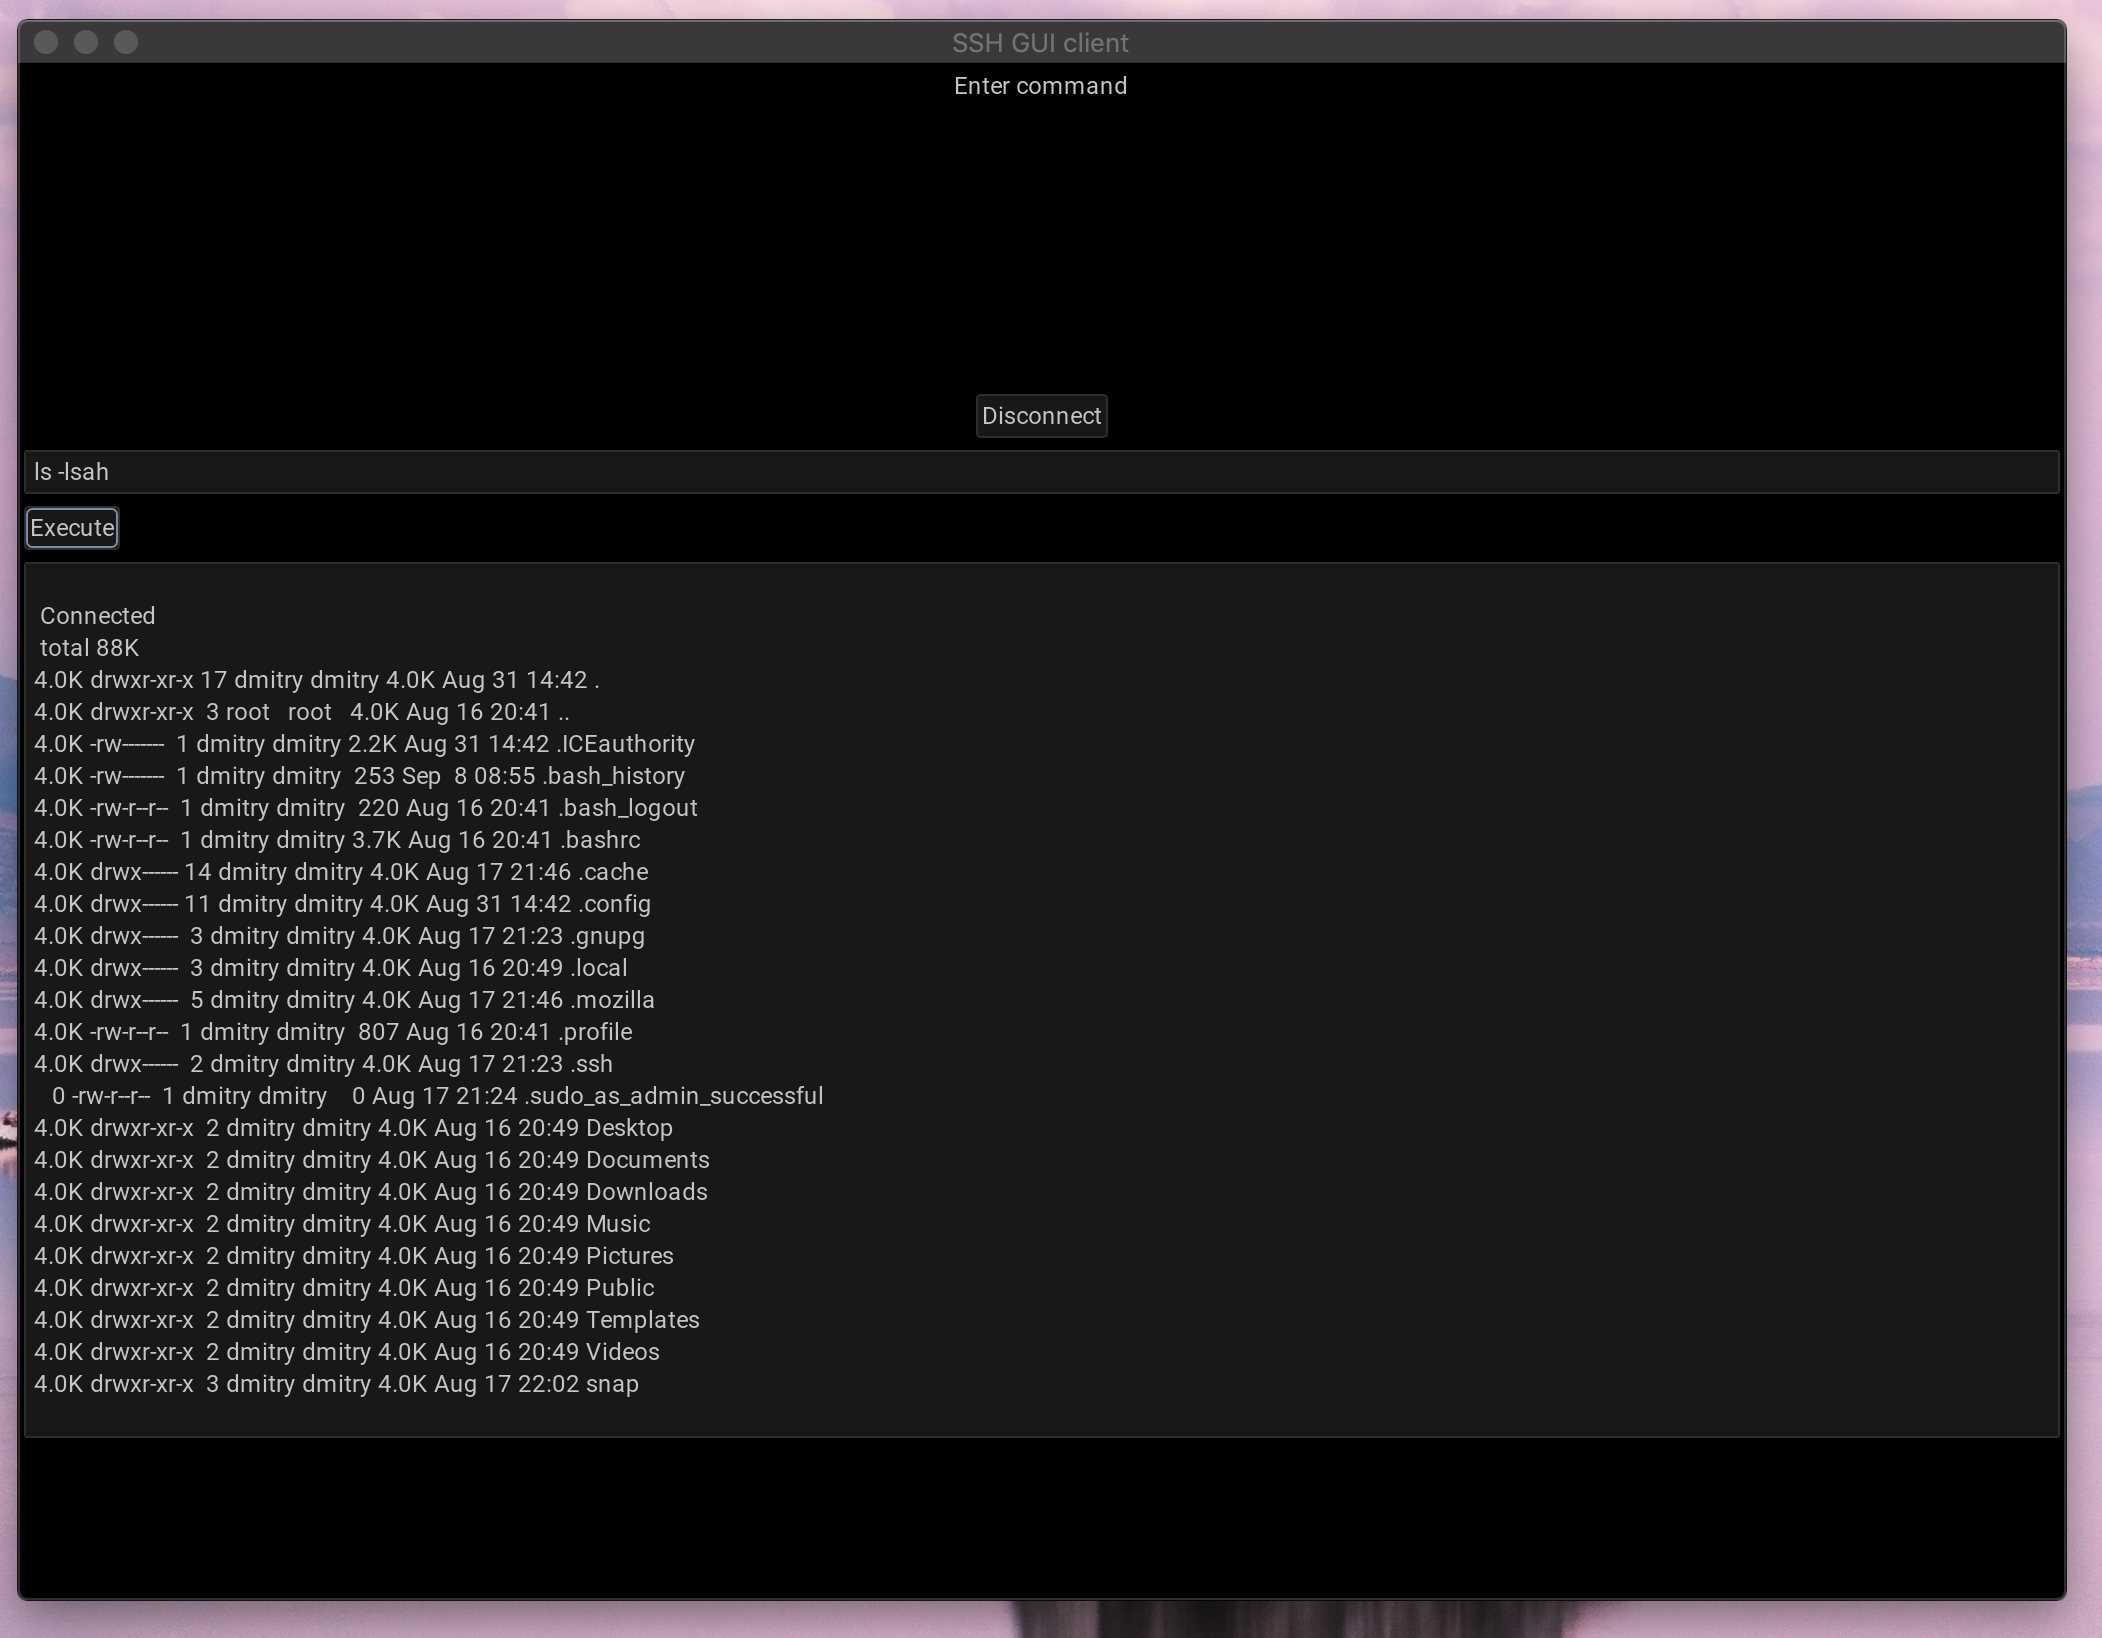 SSH GUI client
Enter command
Disconnect
ls -lsah
Execute
Connected
total 88K
4.0K drwxr-xr-x 17 dmitry dmitry 4.0K Aug 31 14:42 .
4.0K drwxr-xr-x  3 root   root   4.0K Aug 16 20:41 ..
4.0K -rw-------  1 dmitry dmitry 2.2K Aug 31 14:42 .ICEauthority
4.0K -rw-------  1 dmitry dmitry  253 Sep  8 08:55 .bash_history
4.0K -rw-r--r--  1 dmitry dmitry  220 Aug 16 20:41 .bash_logout
4.0K -rw-r--r--  1 dmitry dmitry 3.7K Aug 16 20:41 .bashrc
4.0K drwx------ 14 dmitry dmitry 4.0K Aug 17 21:46 .cache
4.0K drwx------ 11 dmitry dmitry 4.0K Aug 31 14:42 .config
4.0K drwx------  3 dmitry dmitry 4.0K Aug 17 21:23 .gnupg
4.0K drwx------  3 dmitry dmitry 4.0K Aug 16 20:49 .local
4.0K drwx------  5 dmitry dmitry 4.0K Aug 17 21:46 .mozilla
4.0K -rw-r--r--  1 dmitry dmitry  807 Aug 16 20:41 .profile
4.0K drwx------  2 dmitry dmitry 4.0K Aug 17 21:23 .ssh
   0 -rw-r--r--  1 dmitry dmitry    0 Aug 17 21:24 .sudo_as_admin_successful
4.0K drwxr-xr-x  2 dmitry dmitry 4.0K Aug 16 20:49 Desktop
4.0K drwxr-xr-x  2 dmitry dmitry 4.0K Aug 16 20:49 Documents
4.0K drwxr-xr-x  2 dmitry dmitry 4.0K Aug 16 20:49 Downloads
4.0K drwxr-xr-x  2 dmitry dmitry 4.0K Aug 16 20:49 Music
4.0K drwxr-xr-x  2 dmitry dmitry 4.0K Aug 16 20:49 Pictures
4.0K drwxr-xr-x  2 dmitry dmitry 4.0K Aug 16 20:49 Public
4.0K drwxr-xr-x  2 dmitry dmitry 4.0K Aug 16 20:49 Templates
4.0K drwxr-xr-x  2 dmitry dmitry 4.0K Aug 16 20:49 Videos
4.0K drwxr-xr-x  3 dmitry dmitry 4.0K Aug 17 22:02 snap